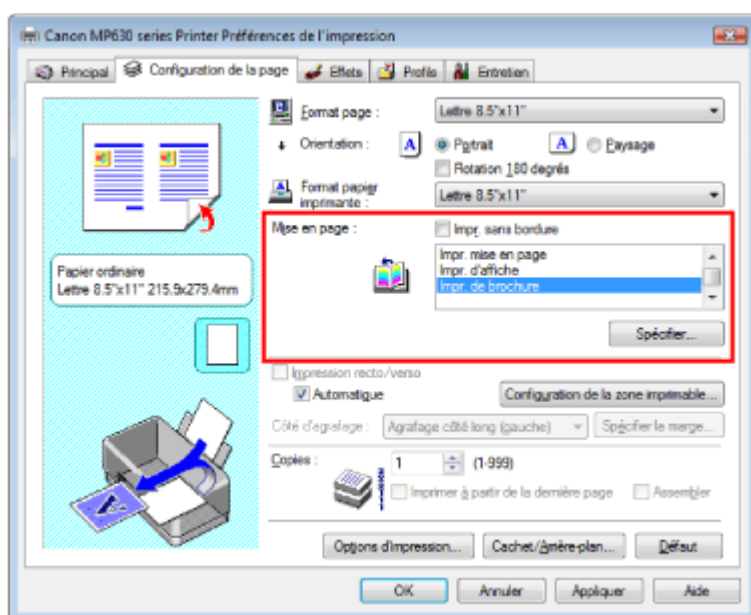 Canon MP630 series Printer Préférences de l'impression
Principal Configuration de la page Effets Profils Entretien
Format page : Lettre 8.5"x11"
Orientation : A Portrait A Paysage
Rotation 180 degrés
Format papier imprimante : Lettre 8.5"x11"
Mise en page : Impr. sans bordure
Impr. mise en page
Impr. d'affiche
Impr. de brochure
Papier ordinaire
Lettre 8.5"x11" 215.9x279.4mm
Spécifier...
Impression recto/verso
Automatique Configuration de la zone imprimable...
Côté d'agrafage : Agrafage côté long (gauche) Spécifier la marge...
Copies : 1 (1-999)
Imprimer à partir de la dernière page Assembler
Options d'impression... Cachet/Arrière-plan... Défaut
OK Annuler Appliquer Aide